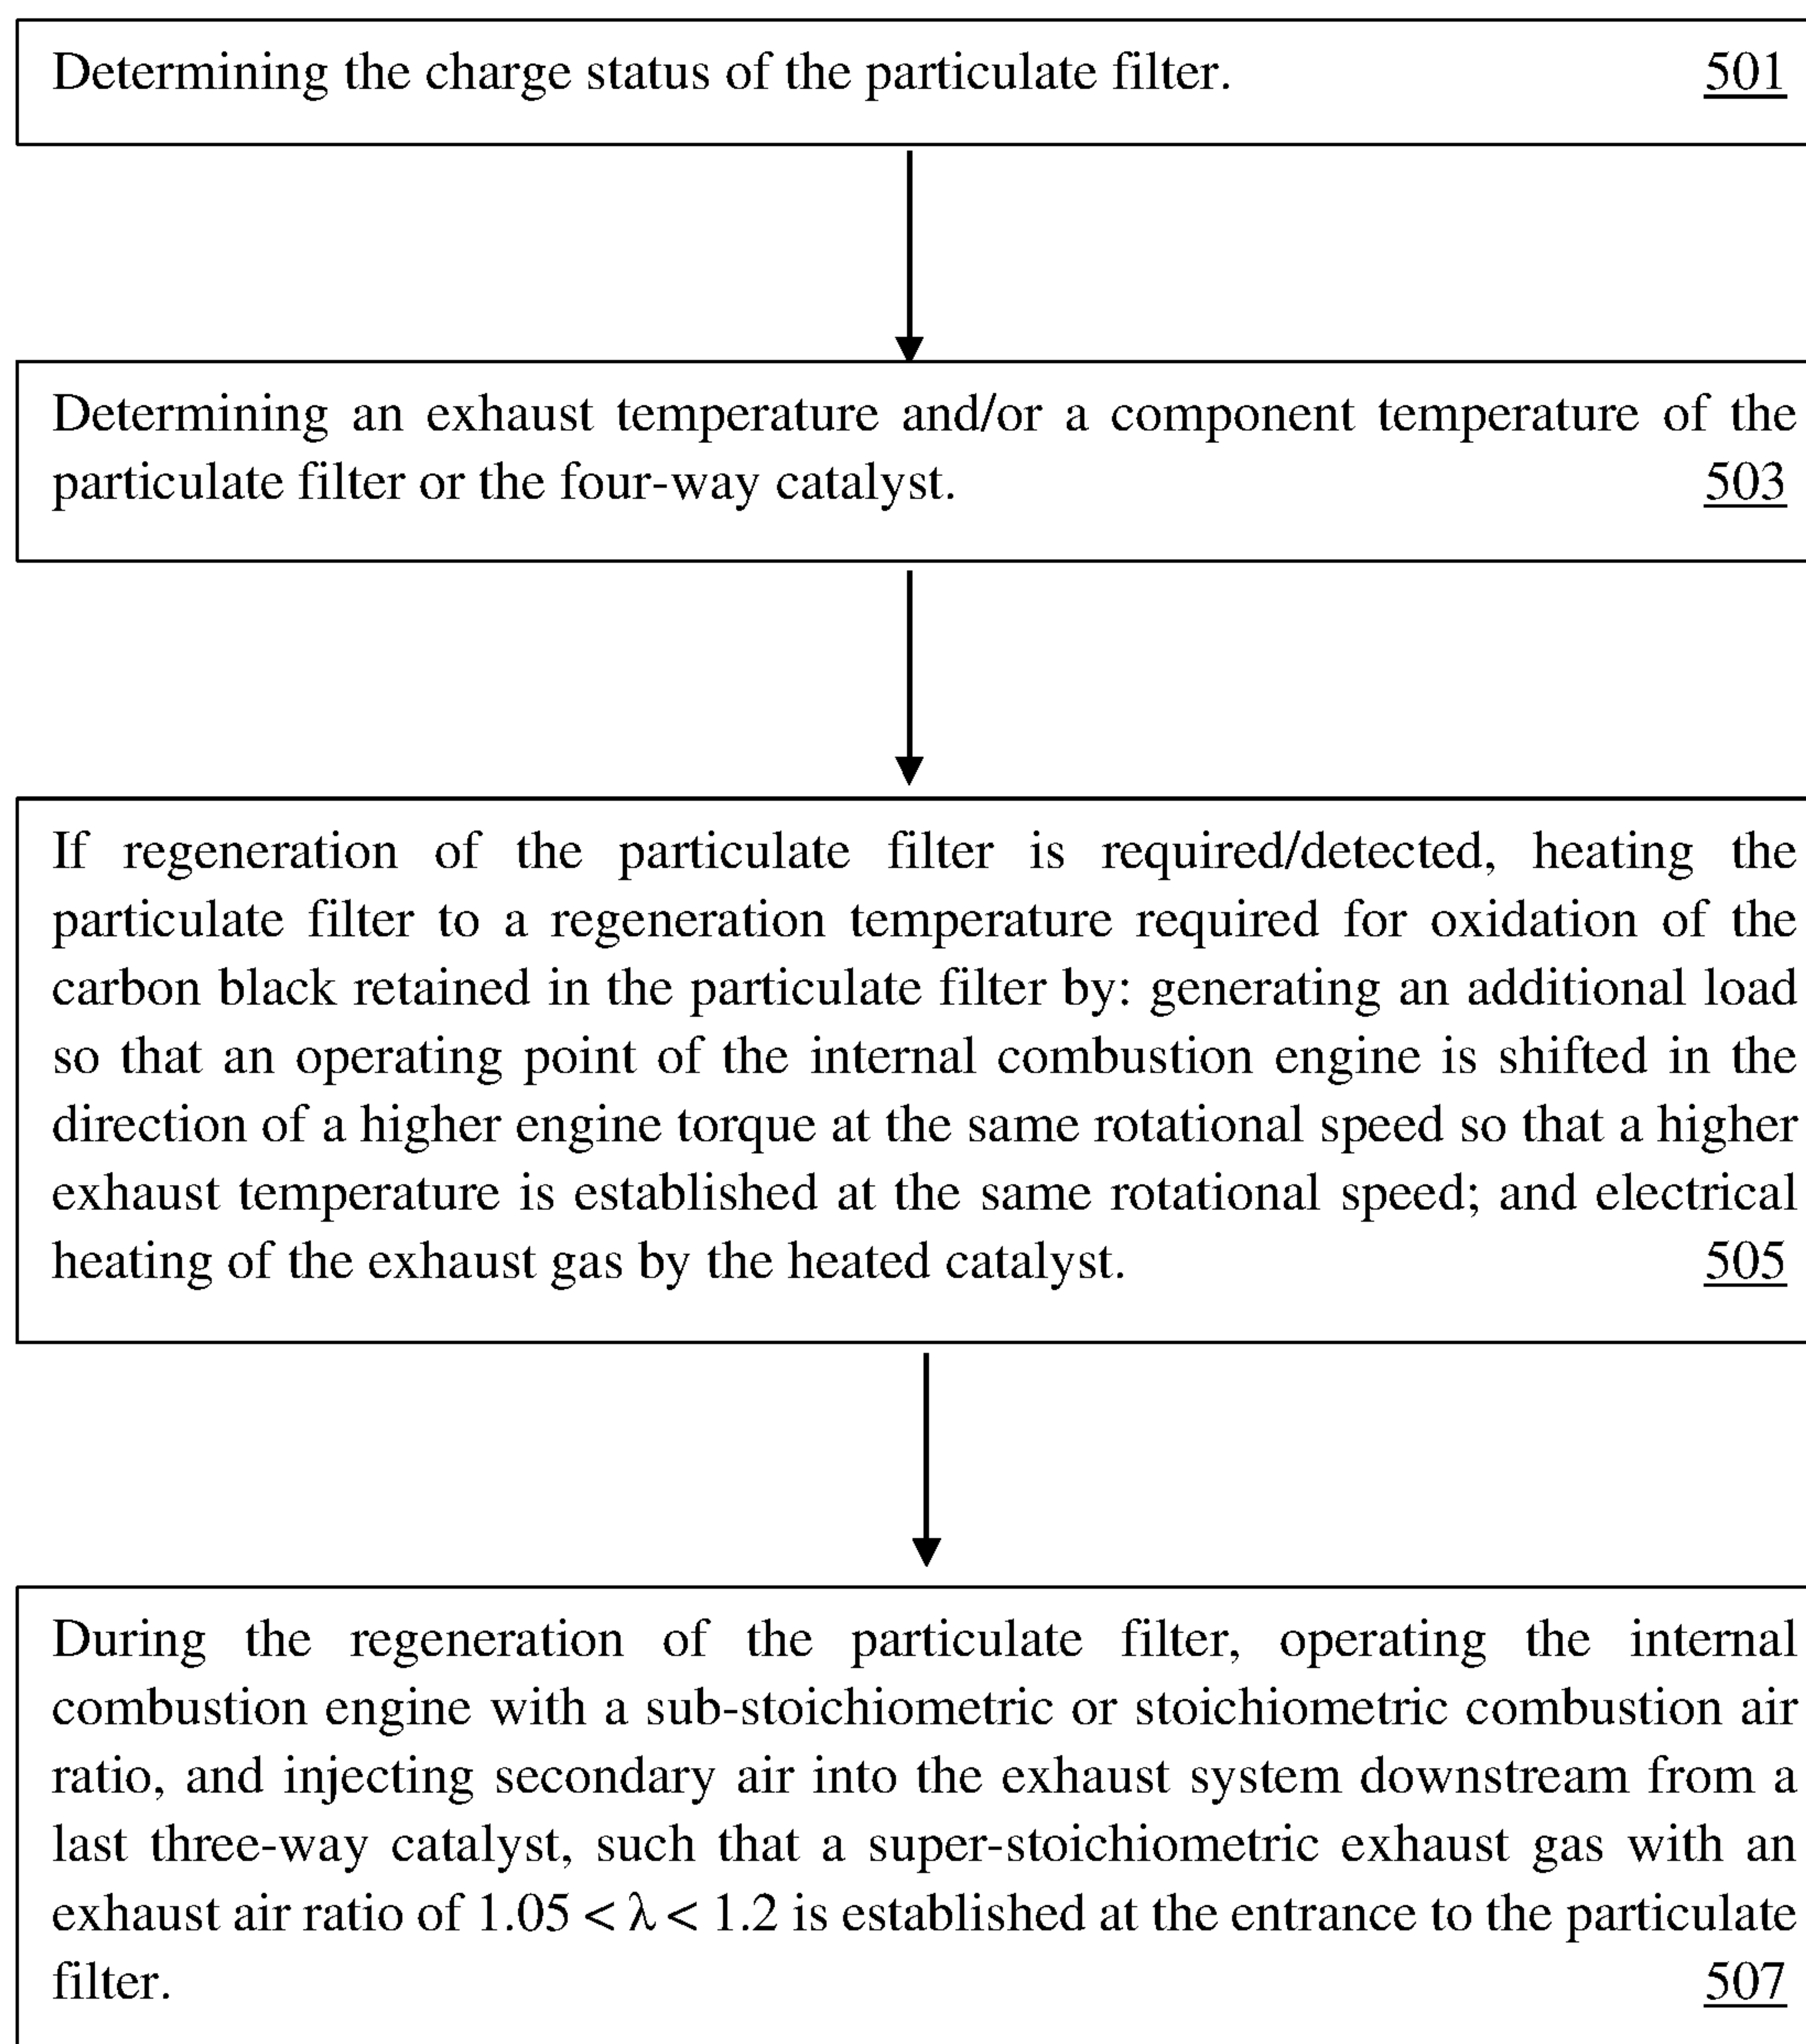 Determining the charge status of the particulate filter. 501
Determining an exhaust temperature and/or a component temperature of the
particulate filter or the four-way catalyst. 503
If regeneration of the particulate filter is required/detected, heating the
particulate filter to a regeneration temperature required for oxidation of the
carbon black retained in the particulate filter by: generating an additional load
so that an operating point of the internal combustion engine is shifted in the
direction of a higher engine torque at the same rotational speed so that a higher
exhaust temperature is established at the same rotational speed; and electrical
heating of the exhaust gas by the heated catalyst. 505
During the regeneration of the particulate filter, operating the internal
combustion engine with a sub-stoichiometric or stoichiometric combustion air
ratio, and injecting secondary air into the exhaust system downstream from a
last three-way catalyst, such that a super-stoichiometric exhaust gas with an
exhaust air ratio of 1.05 < λ < 1.2 is established at the entrance to the particulate
filter. 507